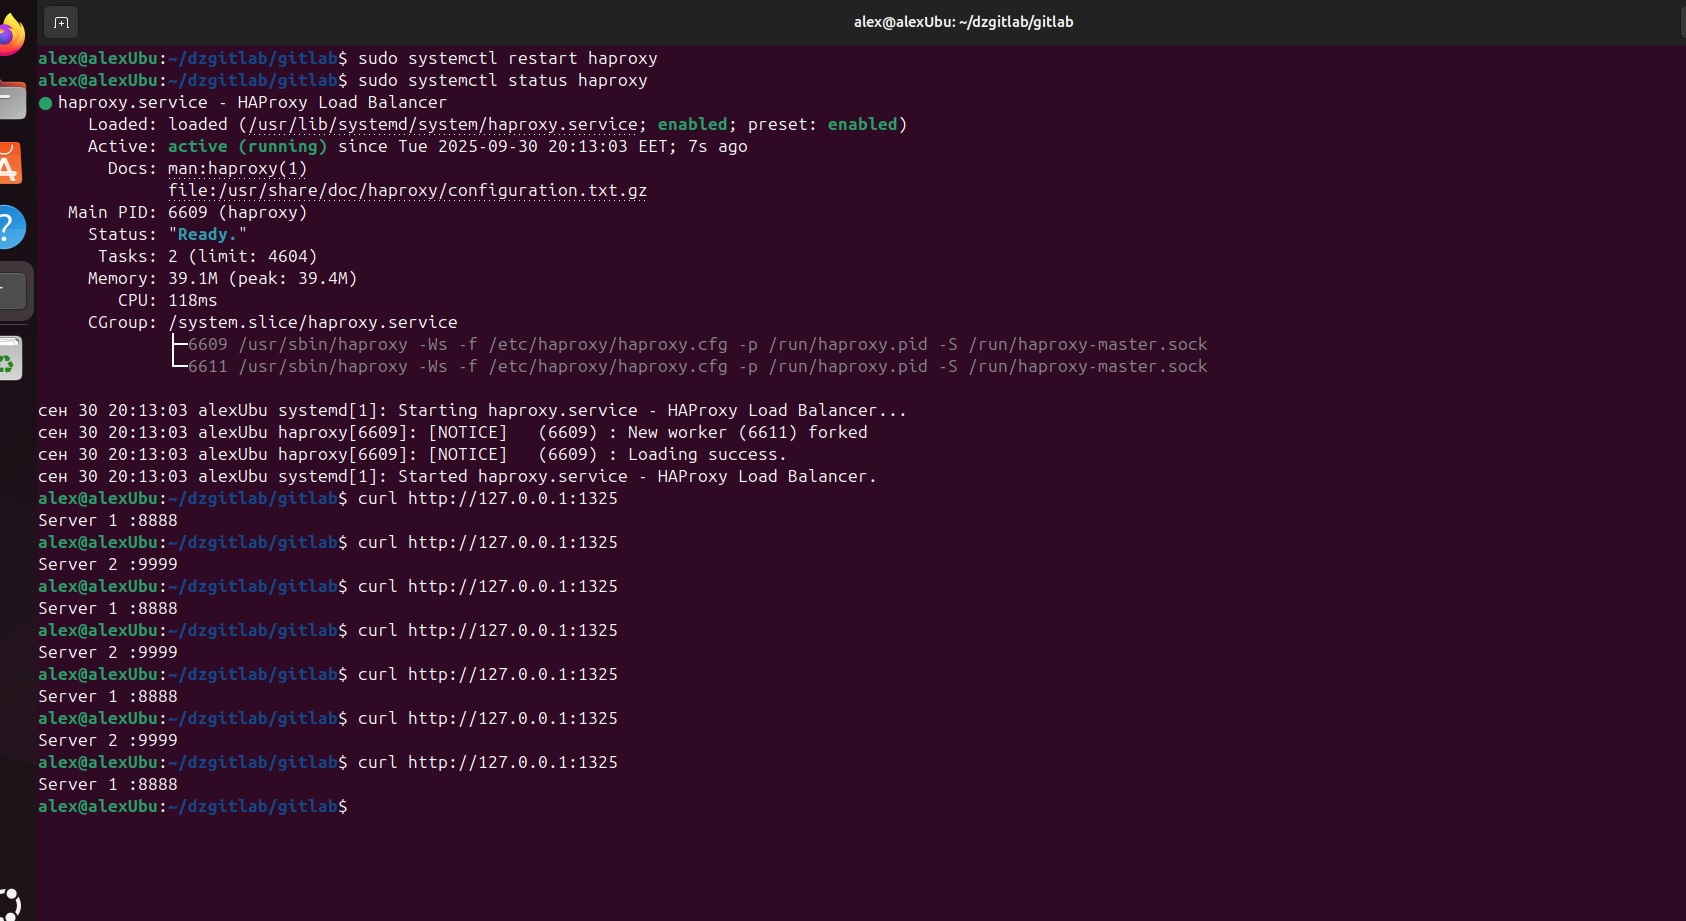 alex@alexUbu: ~/dzgitlab/gitlab
alex@alexUbu:~/dzgitlab/gitlab$ sudo systemctl restart haproxy
alex@alexUbu:~/dzgitlab/gitlab$ sudo systemctl status haproxy
● haproxy.service - HAProxy Load Balancer
Loaded: loaded (/usr/lib/systemd/system/haproxy.service; enabled; preset: enabled)
Active: active (running) since Tue 2025-09-30 20:13:03 EET; 7s ago
Docs: man:haproxy(1)
file:/usr/share/doc/haproxy/configuration.txt.gz
Main PID: 6609 (haproxy)
Status: "Ready."
Tasks: 2 (limit: 4604)
Memory: 39.1M (peak: 39.4M)
CPU: 118ms
CGroup: /system.slice/haproxy.service
├─6609 /usr/sbin/haproxy -Ws -f /etc/haproxy/haproxy.cfg -p /run/haproxy.pid -S /run/haproxy-master.sock
└─6611 /usr/sbin/haproxy -Ws -f /etc/haproxy/haproxy.cfg -p /run/haproxy.pid -S /run/haproxy-master.sock
сен 30 20:13:03 alexUbu systemd[1]: Starting haproxy.service - HAProxy Load Balancer...
сен 30 20:13:03 alexUbu haproxy[6609]: [NOTICE]   (6609) : New worker (6611) forked
сен 30 20:13:03 alexUbu haproxy[6609]: [NOTICE]   (6609) : Loading success.
сен 30 20:13:03 alexUbu systemd[1]: Started haproxy.service - HAProxy Load Balancer.
alex@alexUbu:~/dzgitlab/gitlab$ curl http://127.0.0.1:1325
Server 1 :8888
alex@alexUbu:~/dzgitlab/gitlab$ curl http://127.0.0.1:1325
Server 2 :9999
alex@alexUbu:~/dzgitlab/gitlab$ curl http://127.0.0.1:1325
Server 1 :8888
alex@alexUbu:~/dzgitlab/gitlab$ curl http://127.0.0.1:1325
Server 2 :9999
alex@alexUbu:~/dzgitlab/gitlab$ curl http://127.0.0.1:1325
Server 1 :8888
alex@alexUbu:~/dzgitlab/gitlab$ curl http://127.0.0.1:1325
Server 2 :9999
alex@alexUbu:~/dzgitlab/gitlab$ curl http://127.0.0.1:1325
Server 1 :8888
alex@alexUbu:~/dzgitlab/gitlab$